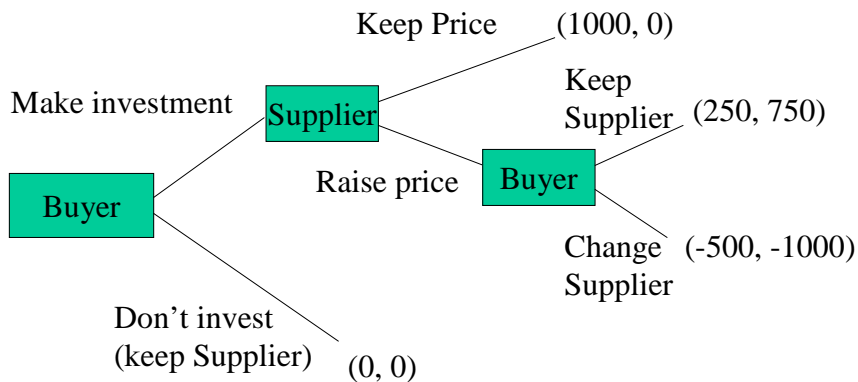 Keep Price
(1000, 0)
Keep
Supplier
(250, 750)
Make investment
Supplier
Raise price
Buyer
Buyer
Change
Supplier
(-500, -1000)
Don’t invest
(keep Supplier)
(0, 0)